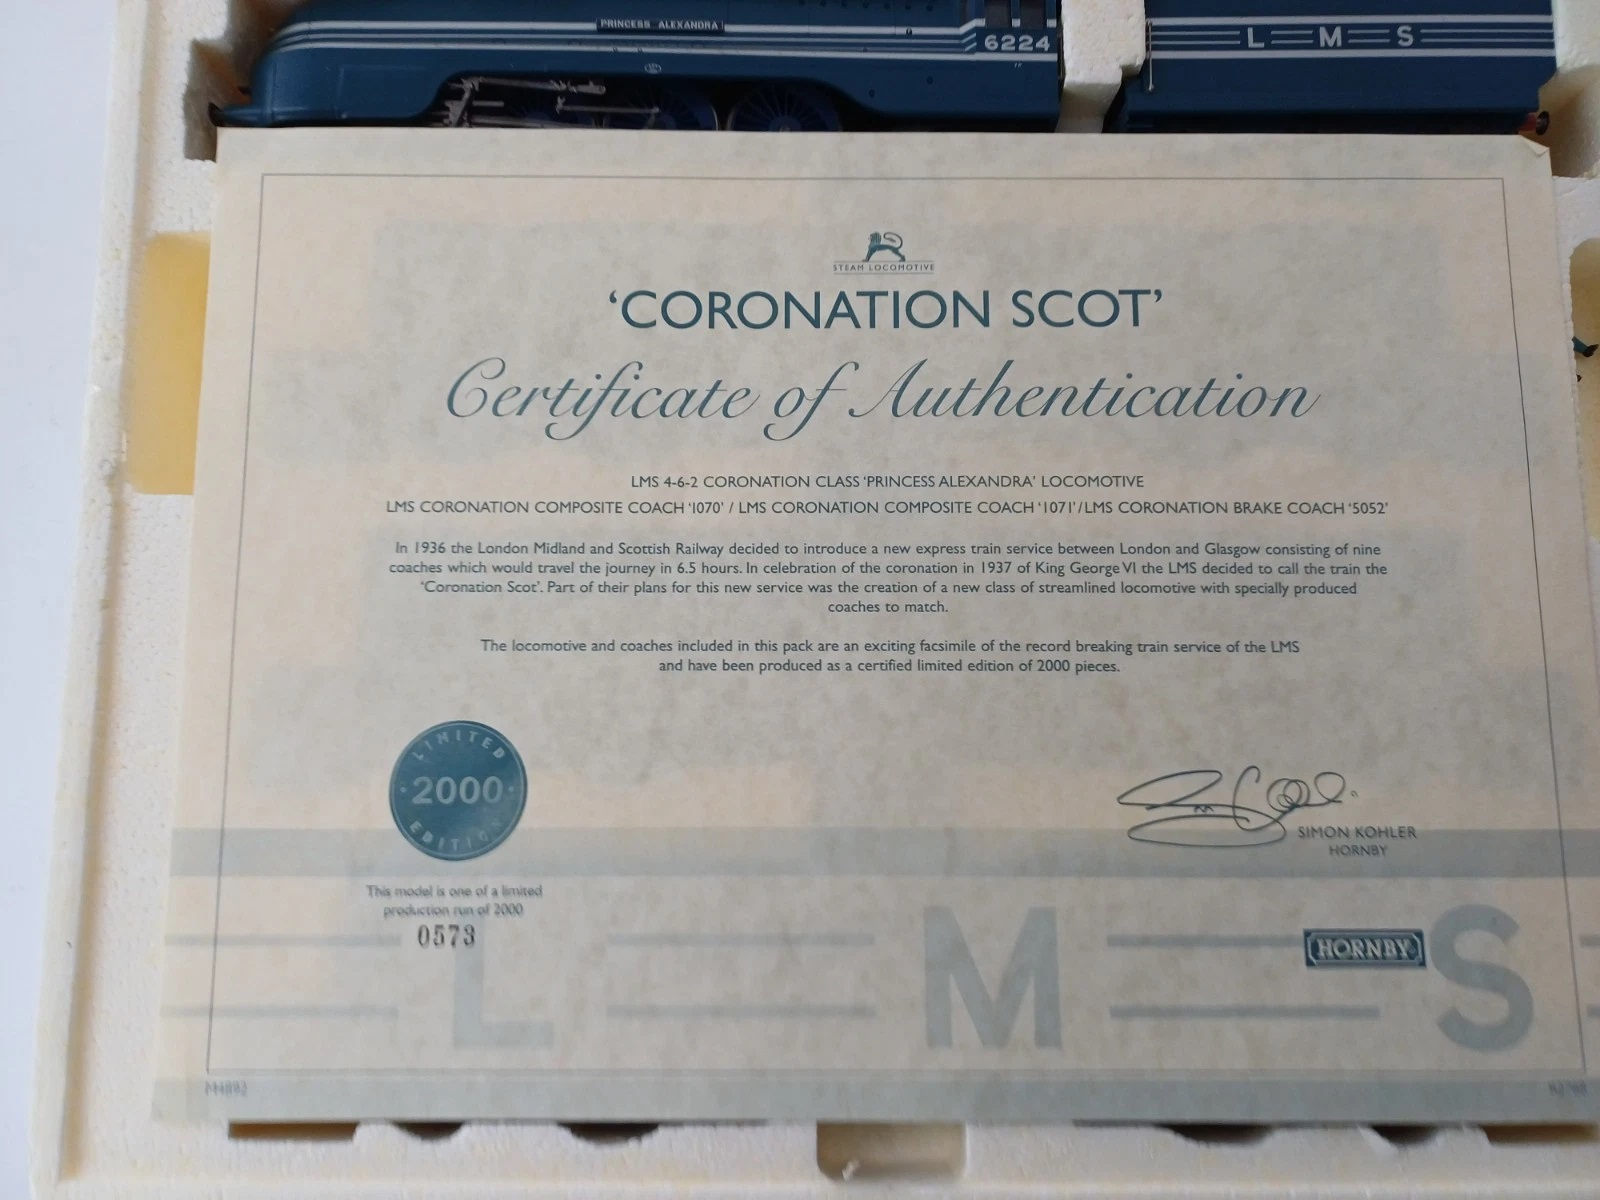 PRINCESS ALEXANDRA
6224
L M S
STEAM LOCOMOTIVE
‘CORONATION SCOT’
Certificate of Authentication
LMS 4-6-2 CORONATION CLASS ‘PRINCESS ALEXANDRA’ LOCOMOTIVE
LMS CORONATION COMPOSITE COACH ‘1070’ / LMS CORONATION COMPOSITE COACH ‘1071’/LMS CORONATION BRAKE COACH ‘5052’
In 1936 the London Midland and Scottish Railway decided to introduce a new express train service between London and Glasgow consisting of nine
coaches which would travel the journey in 6.5 hours. In celebration of the coronation in 1937 of King George VI the LMS decided to call the train the
‘Coronation Scot’. Part of their plans for this new service was the creation of a new class of streamlined locomotive with specially produced
coaches to match.
The locomotive and coaches included in this pack are an exciting facsimile of the record breaking train service of the LMS
and have been produced as a certified limited edition of 2000 pieces.
LIMITED
2000
EDITION
SIMON KOHLER
HORNBY
This model is one of a limited
production run of 2000
0573
HORNBY
L M S